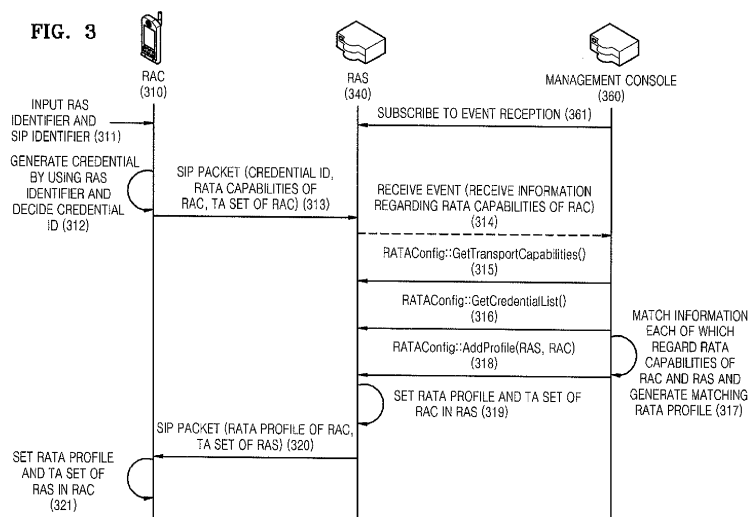 FIG. 3
RAC
(310)
RAS
(340)
MANAGEMENT CONSOLE
(360)
INPUT RAS
IDENTIFIER AND
SIP IDENTIFIER (311)
SUBSCRIBE TO EVENT RECEPTION (361)
GENERATE CREDENTIAL
BY USING RAS
IDENTIFIER AND
DECIDE CREDENTIAL
ID (312)
SIP PACKET (CREDENTIAL ID,
RATA CAPABILITIES OF
RAC, TA SET OF RAC) (313)
RECEIVE EVENT (RECEIVE INFORMATION
REGARDING RATA CAPABILITIES OF RAC)
(314)
RATAConfig::GetTransportCapabilities()
(315)
RATAConfig::GetCredentialList()
(316)
RATAConfig::AddProfile(RAS, RAC)
(318)
MATCH INFORMATION
EACH OF WHICH
REGARD RATA
CAPABILITIES OF
RAC AND RAS AND
GENERATE MATCHING
RATA PROFILE (317)
SET RATA PROFILE AND TA SET OF
RAC IN RAS (319)
SIP PACKET (RATA PROFILE OF RAC,
TA SET OF RAS) (320)
SET RATA PROFILE
AND TA SET OF
RAS IN RAC
(321)